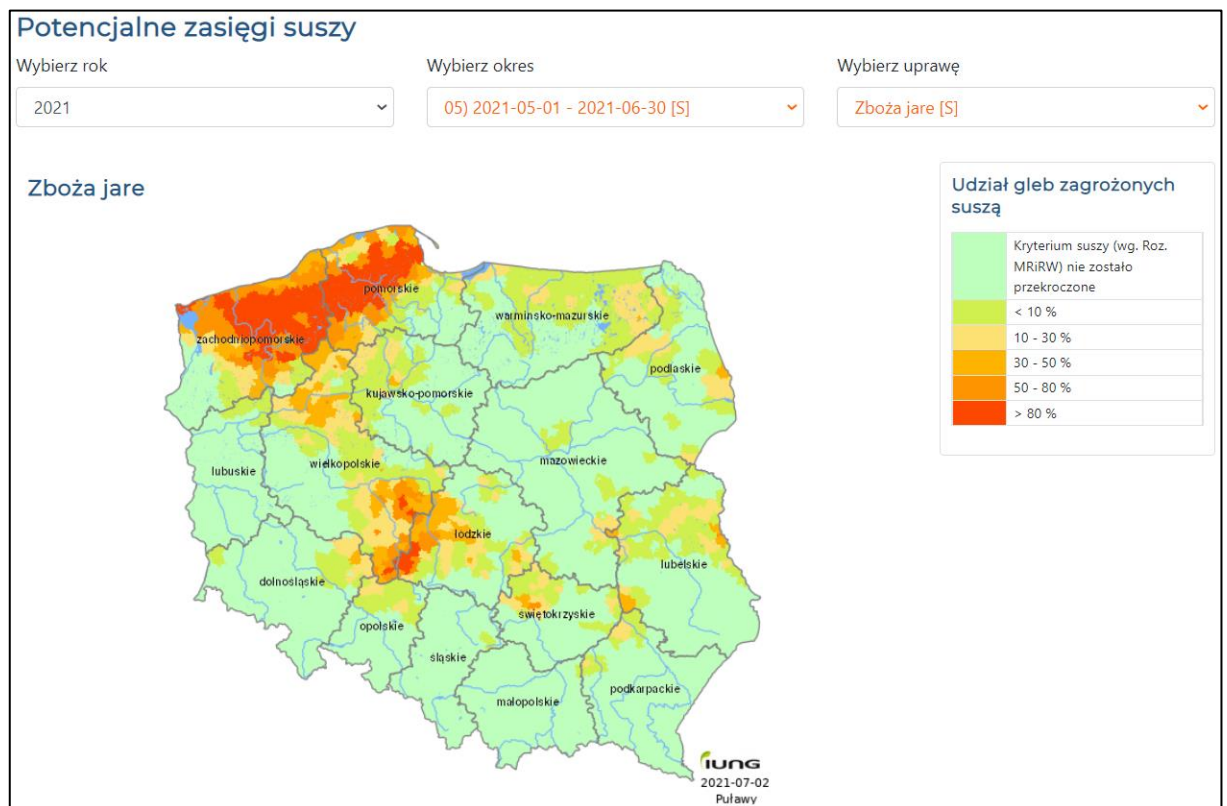 Potencjalne zasięgi suszy
Wybierz rok
Wybierz okres
Wybierz uprawę
2021
05) 2021-05-01 - 2021-06-30 [S]
Zboża jare [S]
Zboża jare
Udział gleb zagrożonych
suszą
Kryterium suszy (wg. Roz.
MRiRW) nie zostało
przekroczone
< 10 %
10 - 30 %
30 - 50 %
50 - 80 %
> 80 %
pomorskie
warminsko-mazurskie
zachodniopomorskie
podlaskie
kujawsko-pomorskie
mazowieckie
wielkopolskie
lubuskie
łodzkie
lubelskie
dolnośląskie
świętokrzyskie
opolskie
śląskie
podkarpackie
małopolskie
iung
2021-07-02
Puławy